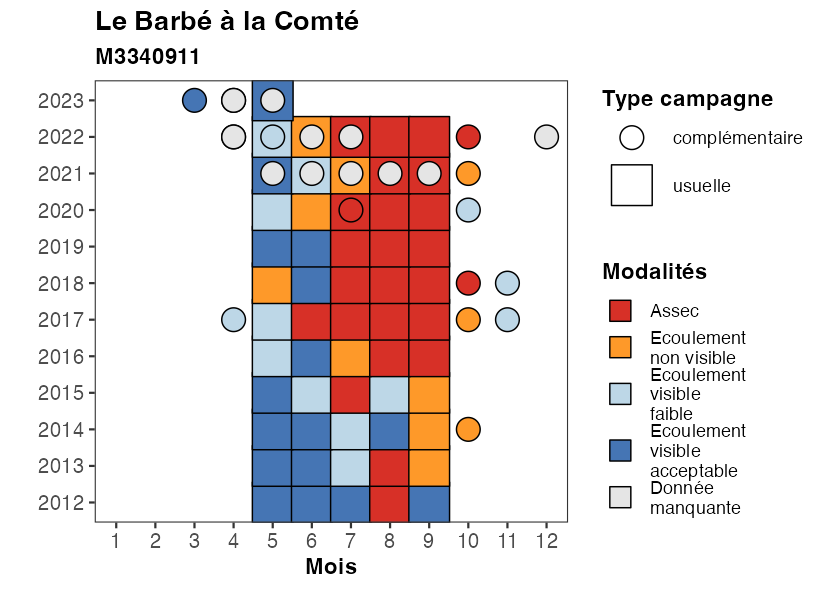 Le Barbé à la Comté
M3340911
2023
2022
2021
2020
2019
2018
2017
2016
2015
2014
2013
2012
1 2 3 4 5 6 7 8 9 10 11 12
Mois
Type campagne
complémentaire
usuelle
Modalités
Assec
Ecoulement
non visible
Ecoulement
visible
faible
Ecoulement
visible
acceptable
Donnée
manquante